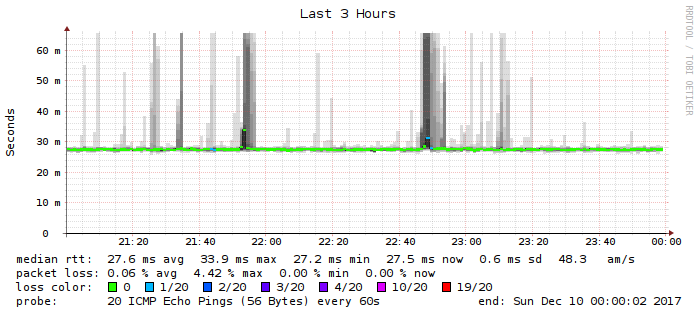 Last 3 Hours
RRDTOOL / TOBI OETIKER
Seconds
60 m
50 m
40 m
30 m
20 m
10 m
0
21:20 21:40 22:00 22:20 22:40 23:00 23:20 23:40 00:00
median rtt: 27.6 ms avg 33.9 ms max 27.2 ms min 27.5 ms now 0.6 ms sd 48.3 am/s
packet loss: 0.06 % avg 4.42 % max 0.00 % min 0.00 % now
loss color: 0 1/20 2/20 3/20 4/20 10/20 19/20
probe: 20 ICMP Echo Pings (56 Bytes) every 60s end: Sun Dec 10 00:00:02 2017